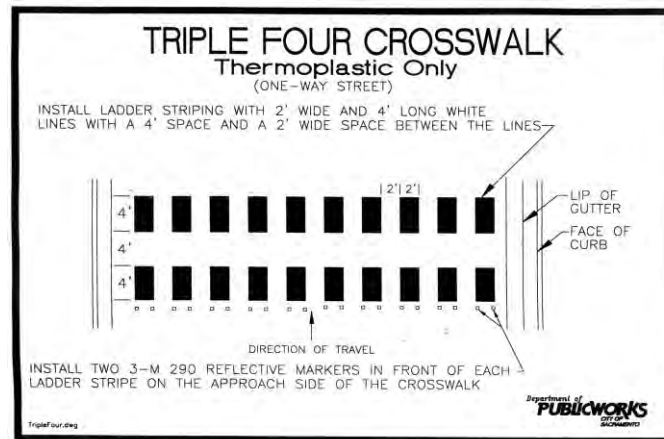 TRIPLE FOUR CROSSWALK
Thermoplastic Only
(ONE-WAY STREET)
INSTALL LADDER STRIPING WITH 2' WIDE AND 4' LONG WHITE
LINES WITH A 4' SPACE AND A 2' WIDE SPACE BETWEEN THE LINES
2' 2'
4'
4'
4'
LIP OF
GUTTER
FACE OF
CURB
DIRECTION OF TRAVEL
INSTALL TWO 3-M 290 REFLECTIVE MARKERS IN FRONT OF EACH
LADDER STRIPE ON THE APPROACH SIDE OF THE CROSSWALK
TripleFour.dwg
Department of
PUBLIC WORKS
CITY OF
SACRAMENTO